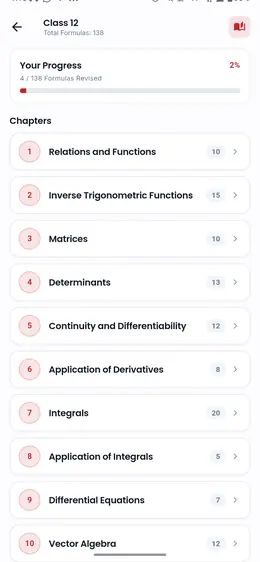 Class 12
Total Formulas: 138
Your Progress
2%
4 / 138 Formulas Revised
Chapters
1 Relations and Functions 10
2 Inverse Trigonometric Functions 15
3 Matrices 10
4 Determinants 13
5 Continuity and Differentiability 12
6 Application of Derivatives 8
7 Integrals 20
8 Application of Integrals 5
9 Differential Equations 7
10 Vector Algebra 12